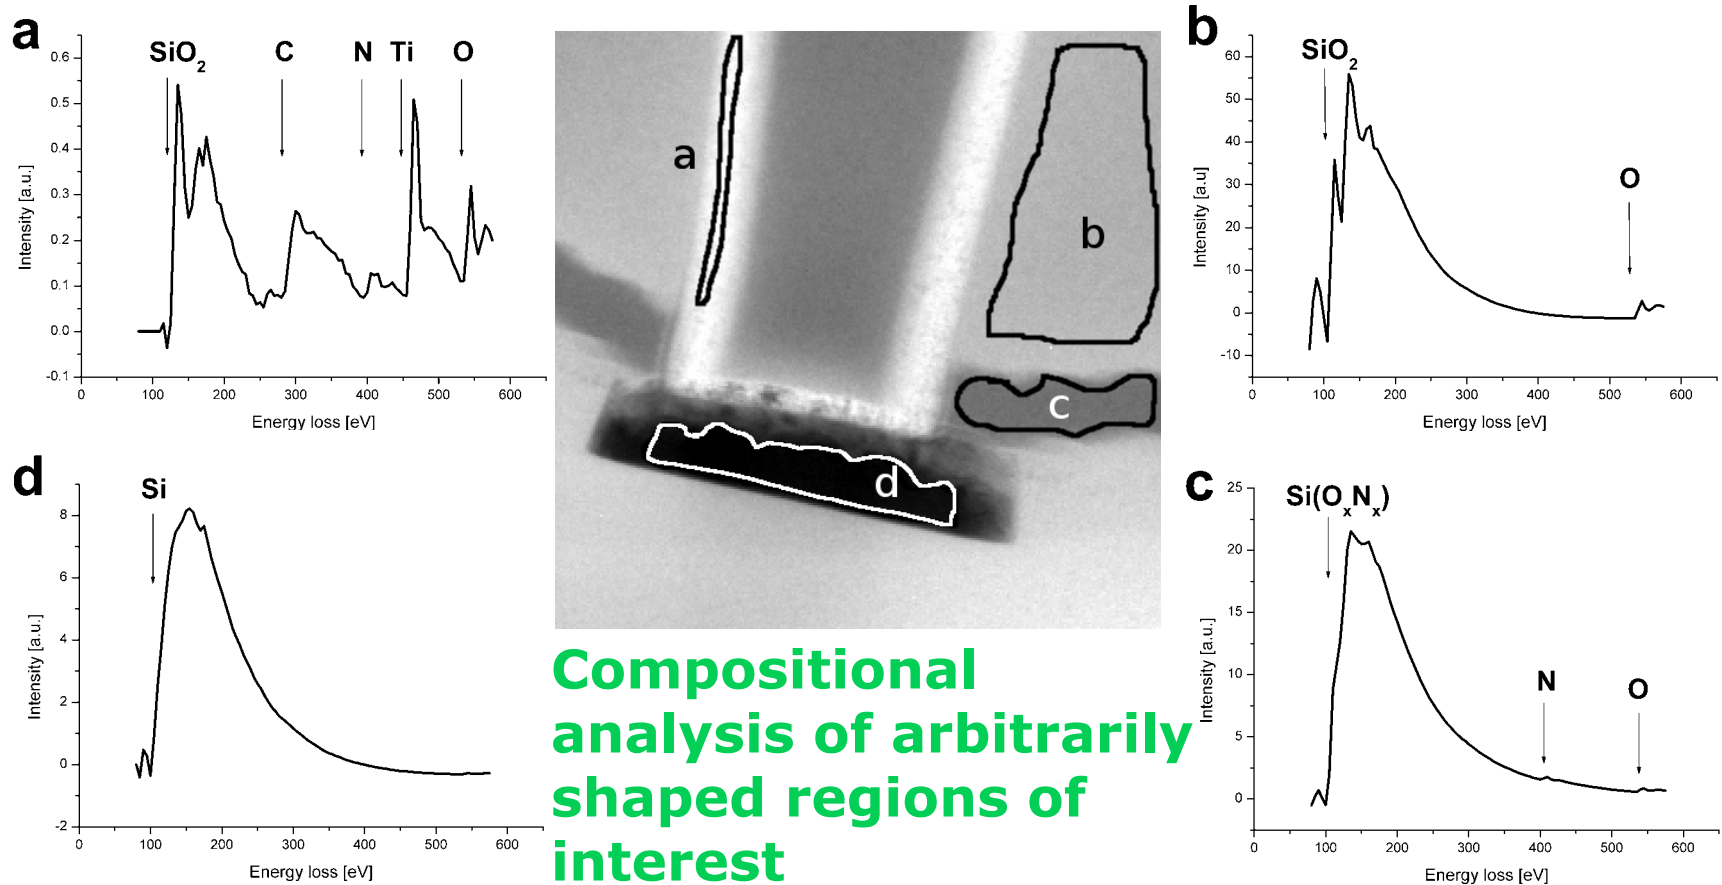 a
SiO2 C N Ti O
0.6
0.5
0.4
0.3
0.2
0.1
0.0
-0.1
0 100 200 300 400 500 600
Intensity [a.u.]
Energy loss [eV]
a
b
c
d
b
SiO2
O
60
50
40
30
20
10
0
-10
0 100 200 300 400 500 600
Intensity [a.u]
Energy loss [eV]
d
Si
8
6
4
2
0
-2
0 100 200 300 400 500 600
Intensity [a.u.]
Energy loss [eV]
Compositional
analysis of arbitrarily
shaped regions of
interest
c
Si(OxNx)
N
O
25
20
15
10
5
0
0 100 200 300 400 500 600
Intensity [a.u.]
Energy loss [eV]